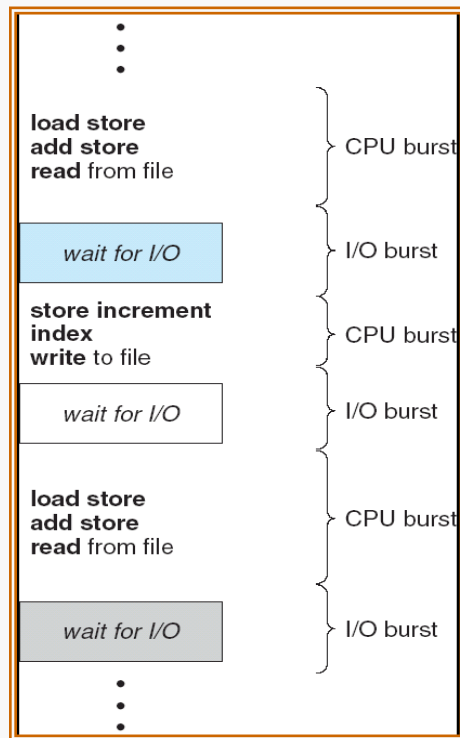 load store
add store
read from file
CPU burst
wait for I/O
I/O burst
store increment
index
write to file
CPU burst
wait for I/O
I/O burst
load store
add store
read from file
CPU burst
wait for I/O
I/O burst